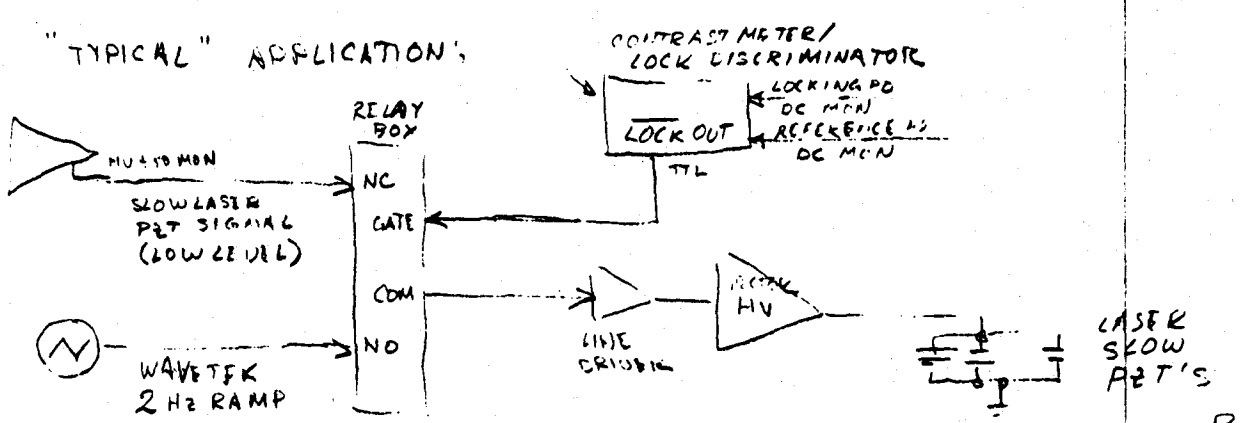 "TYPICAL" APPLICATION:
CONTRAST METER/
LOCK DISCRIMINATOR
LOCKING PD
DC MON
LOCK OUT
REFERENCE PD
DC MON
TTL
RELAY
BOX
NC
GATE
COM
NO
MON
SLOW LASER
PZT SIGNAL
(LOW LEVEL)
WAVETEK
2 Hz RAMP
LINE
DRIVER
HV
LASER
SLOW
PZT'S